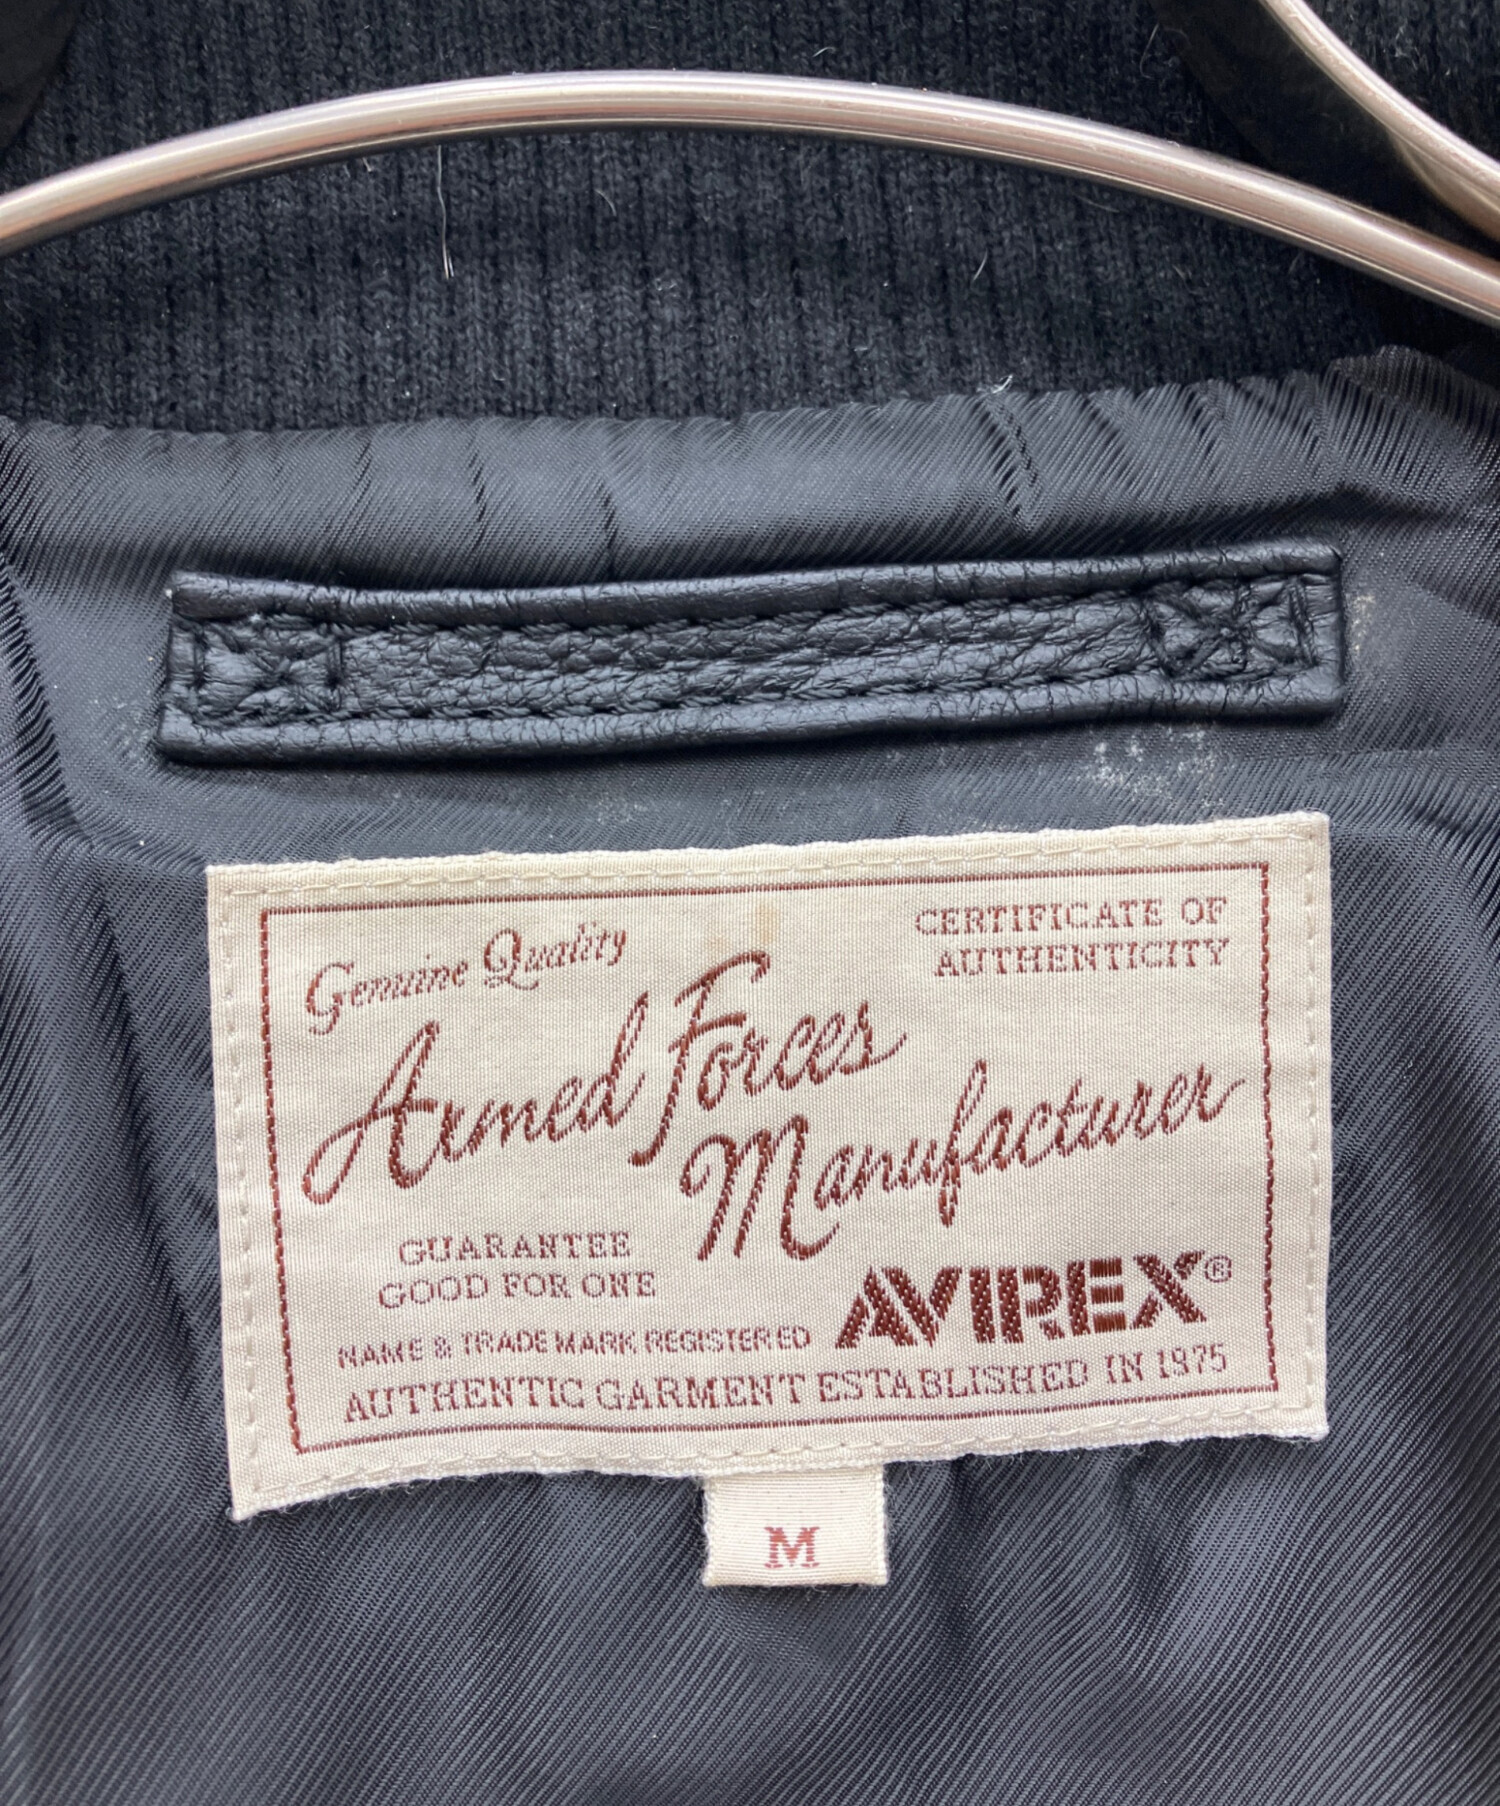 Genuine Quality
CERTIFICATE OF
AUTHENTICITY
Armed Forces
Manufacturer
GUARANTEE
GOOD FOR ONE
AVIREX®
NAME & TRADE MARK REGISTERED
AUTHENTIC GARMENT ESTABLISHED IN 1975
M